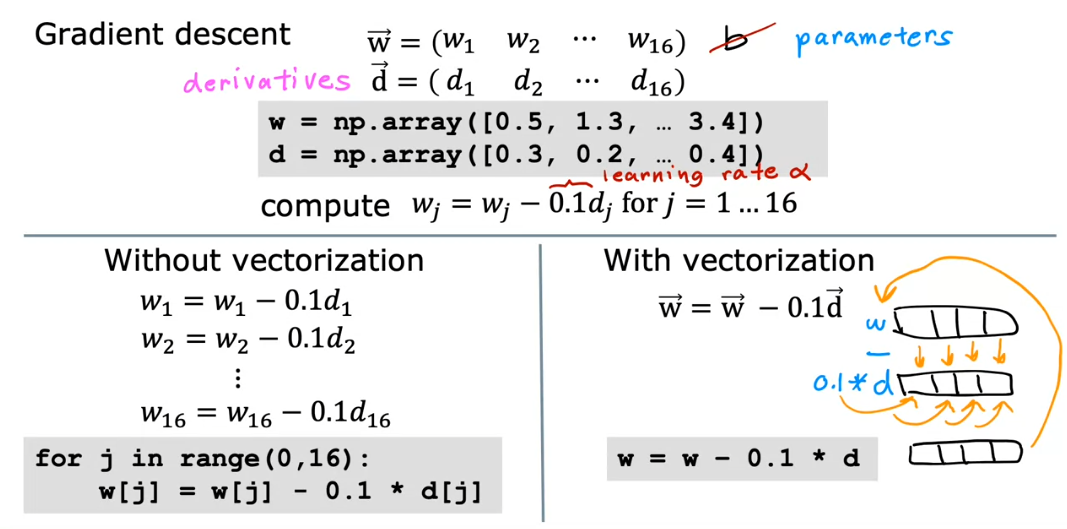 Gradient descent
w⃗ = (w₁ w₂ ⋯ w₁₆) b parameters
derivatives d⃗ = (d₁ d₂ ⋯ d₁₆)
w = np.array([0.5, 1.3, … 3.4])
d = np.array([0.3, 0.2, … 0.4])
learning rate α
compute wⱼ = wⱼ − 0.1dⱼ for j = 1 … 16
Without vectorization
w₁ = w₁ − 0.1d₁
w₂ = w₂ − 0.1d₂
⋮
w₁₆ = w₁₆ − 0.1d₁₆
for j in range(0,16):
w[j] = w[j] - 0.1 * d[j]
With vectorization
w⃗ = w⃗ − 0.1d⃗
w
−
0.1 * d
w = w - 0.1 * d